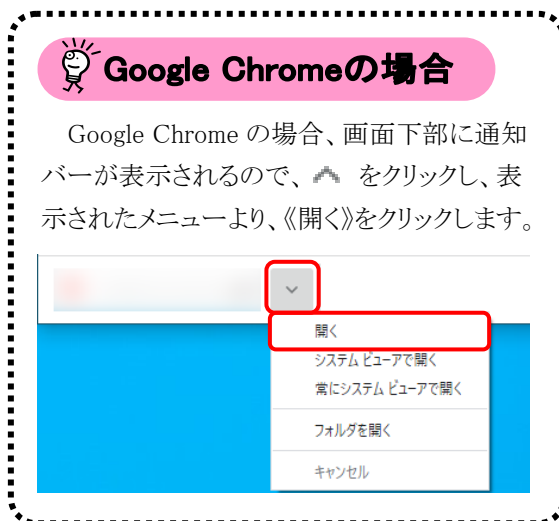 Google Chromeの場合
Google Chrome の場合、画面下部に通知
バーが表示されるので、 をクリックし、表
示されたメニューより、《開く》をクリックします。
開く
システム ビューアで開く
常にシステム ビューアで開く
フォルダを開く
キャンセル